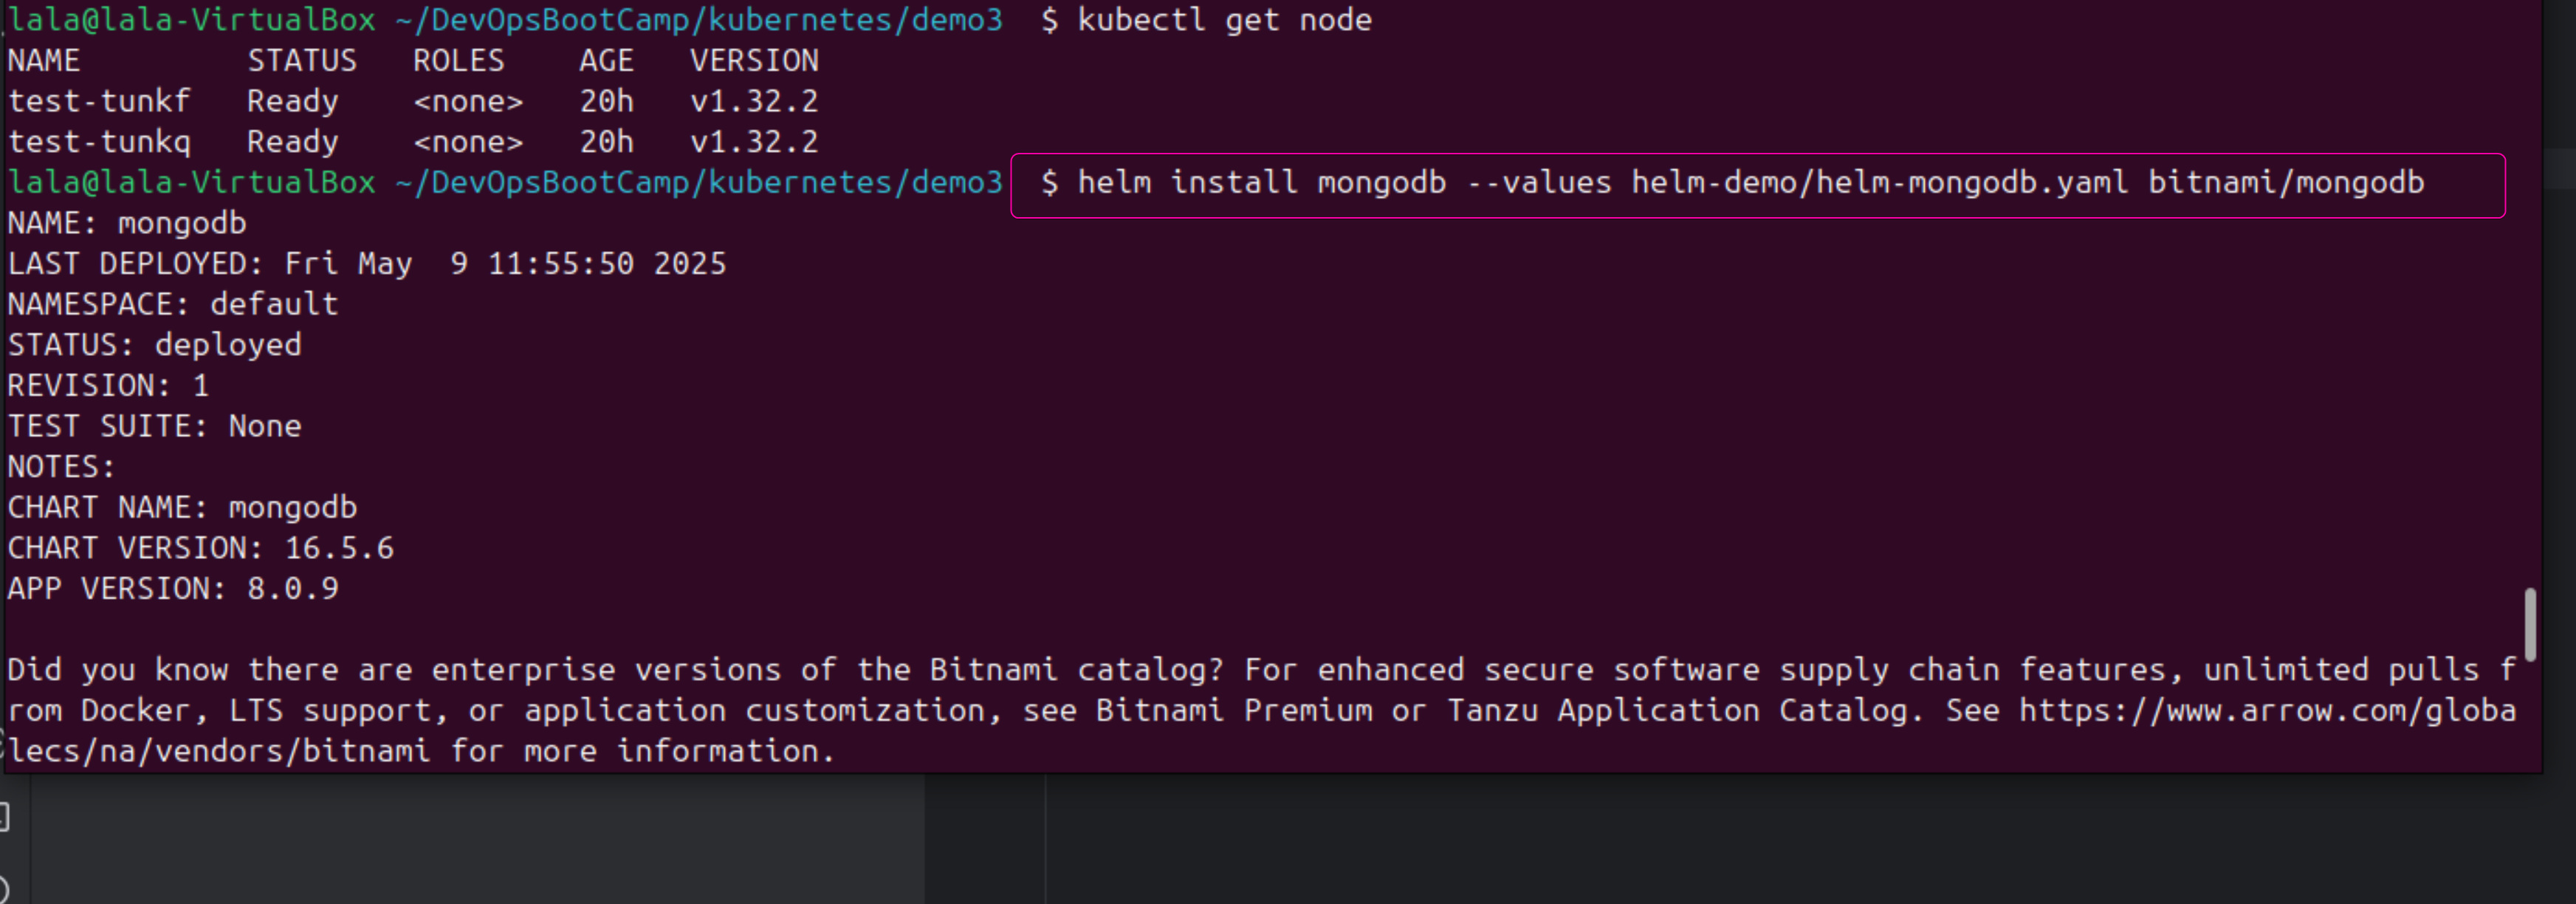 lala@lala-VirtualBox ~/DevOpsBootCamp/kubernetes/demo3  $ kubectl get node
NAME         STATUS   ROLES    AGE   VERSION
test-tunkf   Ready    <none>   20h   v1.32.2
test-tunkq   Ready    <none>   20h   v1.32.2
lala@lala-VirtualBox ~/DevOpsBootCamp/kubernetes/demo3  $ helm install mongodb --values helm-demo/helm-mongodb.yaml bitnami/mongodb
NAME: mongodb
LAST DEPLOYED: Fri May  9 11:55:50 2025
NAMESPACE: default
STATUS: deployed
REVISION: 1
TEST SUITE: None
NOTES:
CHART NAME: mongodb
CHART VERSION: 16.5.6
APP VERSION: 8.0.9
Did you know there are enterprise versions of the Bitnami catalog? For enhanced secure software supply chain features, unlimited pulls f
rom Docker, LTS support, or application customization, see Bitnami Premium or Tanzu Application Catalog. See https://www.arrow.com/globa
lecs/na/vendors/bitnami for more information.